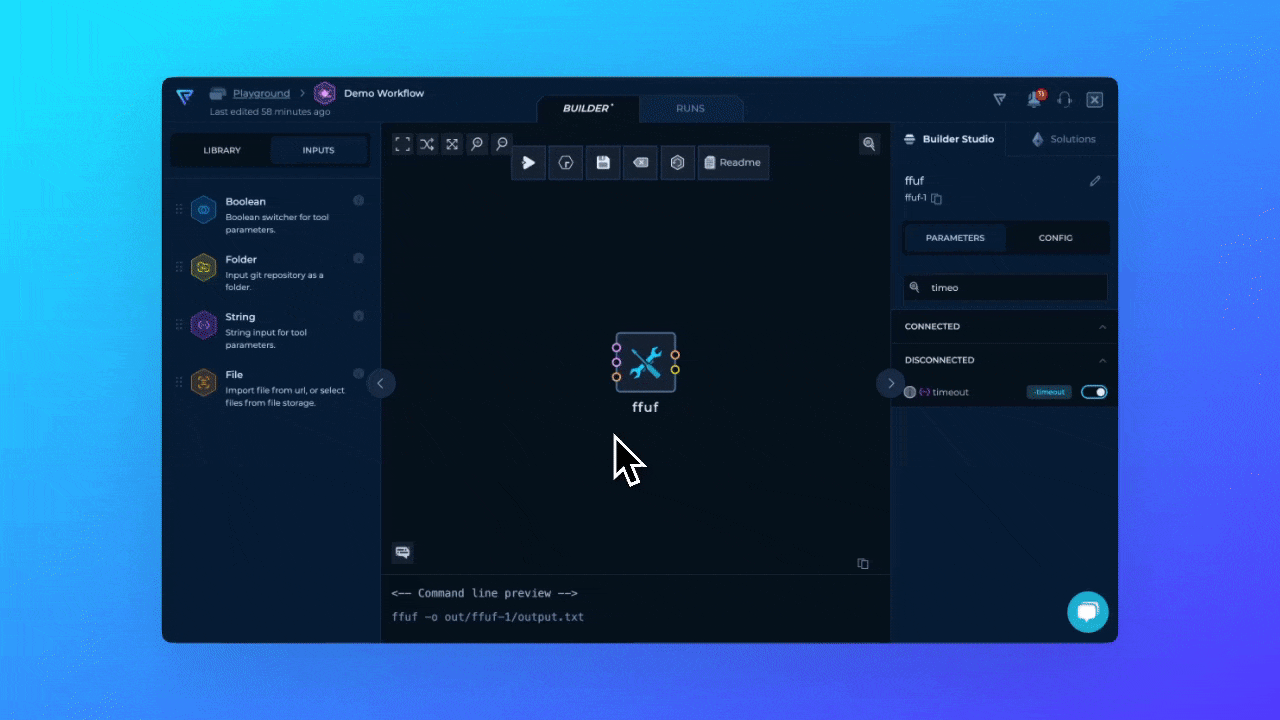 Playground > Demo Workflow
Last edited 58 minutes ago
BUILDER*
RUNS
LIBRARY
INPUTS
Boolean
Boolean switcher for tool
parameters.
Folder
Input git repository as a
folder.
String
String input for tool
parameters.
File
Import file from url, or select
files from file storage.
Readme
ffuf
<-- Command line preview -->
ffuf -o out/ffuf-1/output.txt
Builder Studio
Solutions
ffuf
ffuf-1
PARAMETERS
CONFIG
timeo
CONNECTED
DISCONNECTED
timeout
-timeout